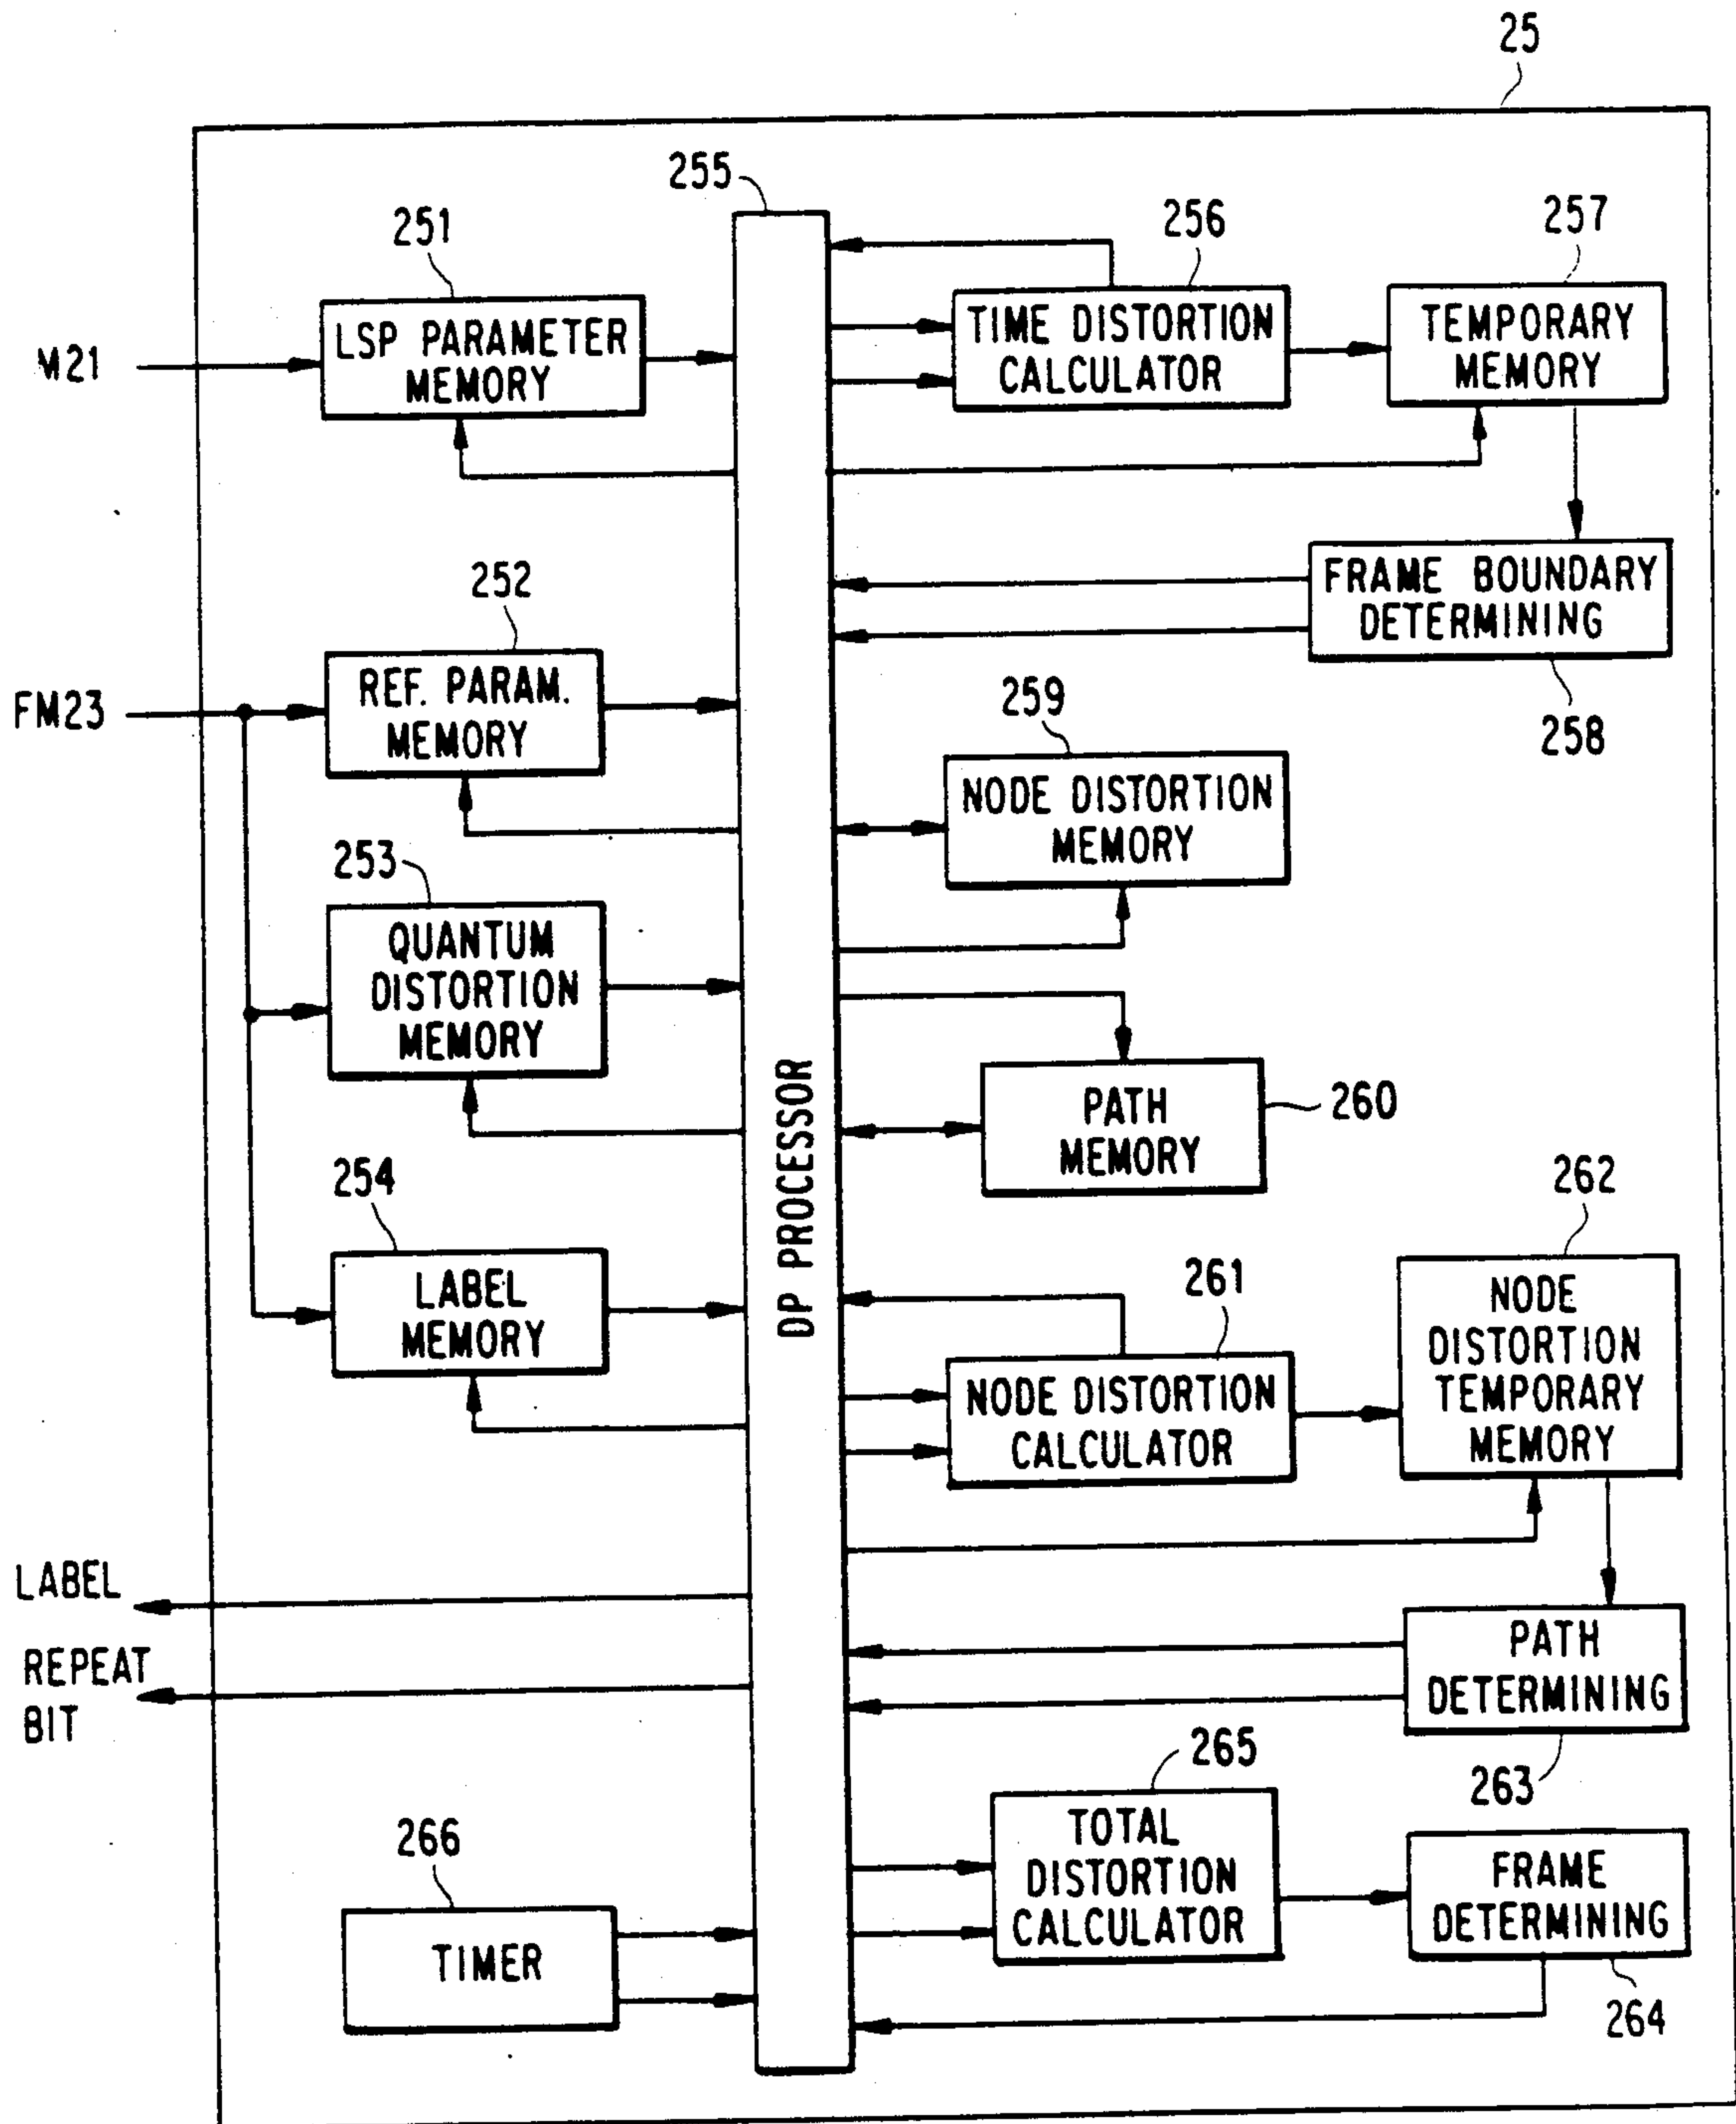 25
255
251
256
257
M21
LSP PARAMETER
MEMORY
TIME DISTORTION
CALCULATOR
TEMPORARY
MEMORY
252
FRAME BOUNDARY
DETERMINING
258
FM23
REF. PARAM.
MEMORY
259
NODE DISTORTION
MEMORY
253
QUANTUM
DISTORTION
MEMORY
DP PROCESSOR
PATH
MEMORY
260
254
LABEL
MEMORY
261
262
NODE DISTORTION
CALCULATOR
NODE
DISTORTION
TEMPORARY
MEMORY
LABEL
REPEAT
BIT
PATH
DETERMINING
263
265
TOTAL
DISTORTION
CALCULATOR
266
TIMER
FRAME
DETERMINING
264